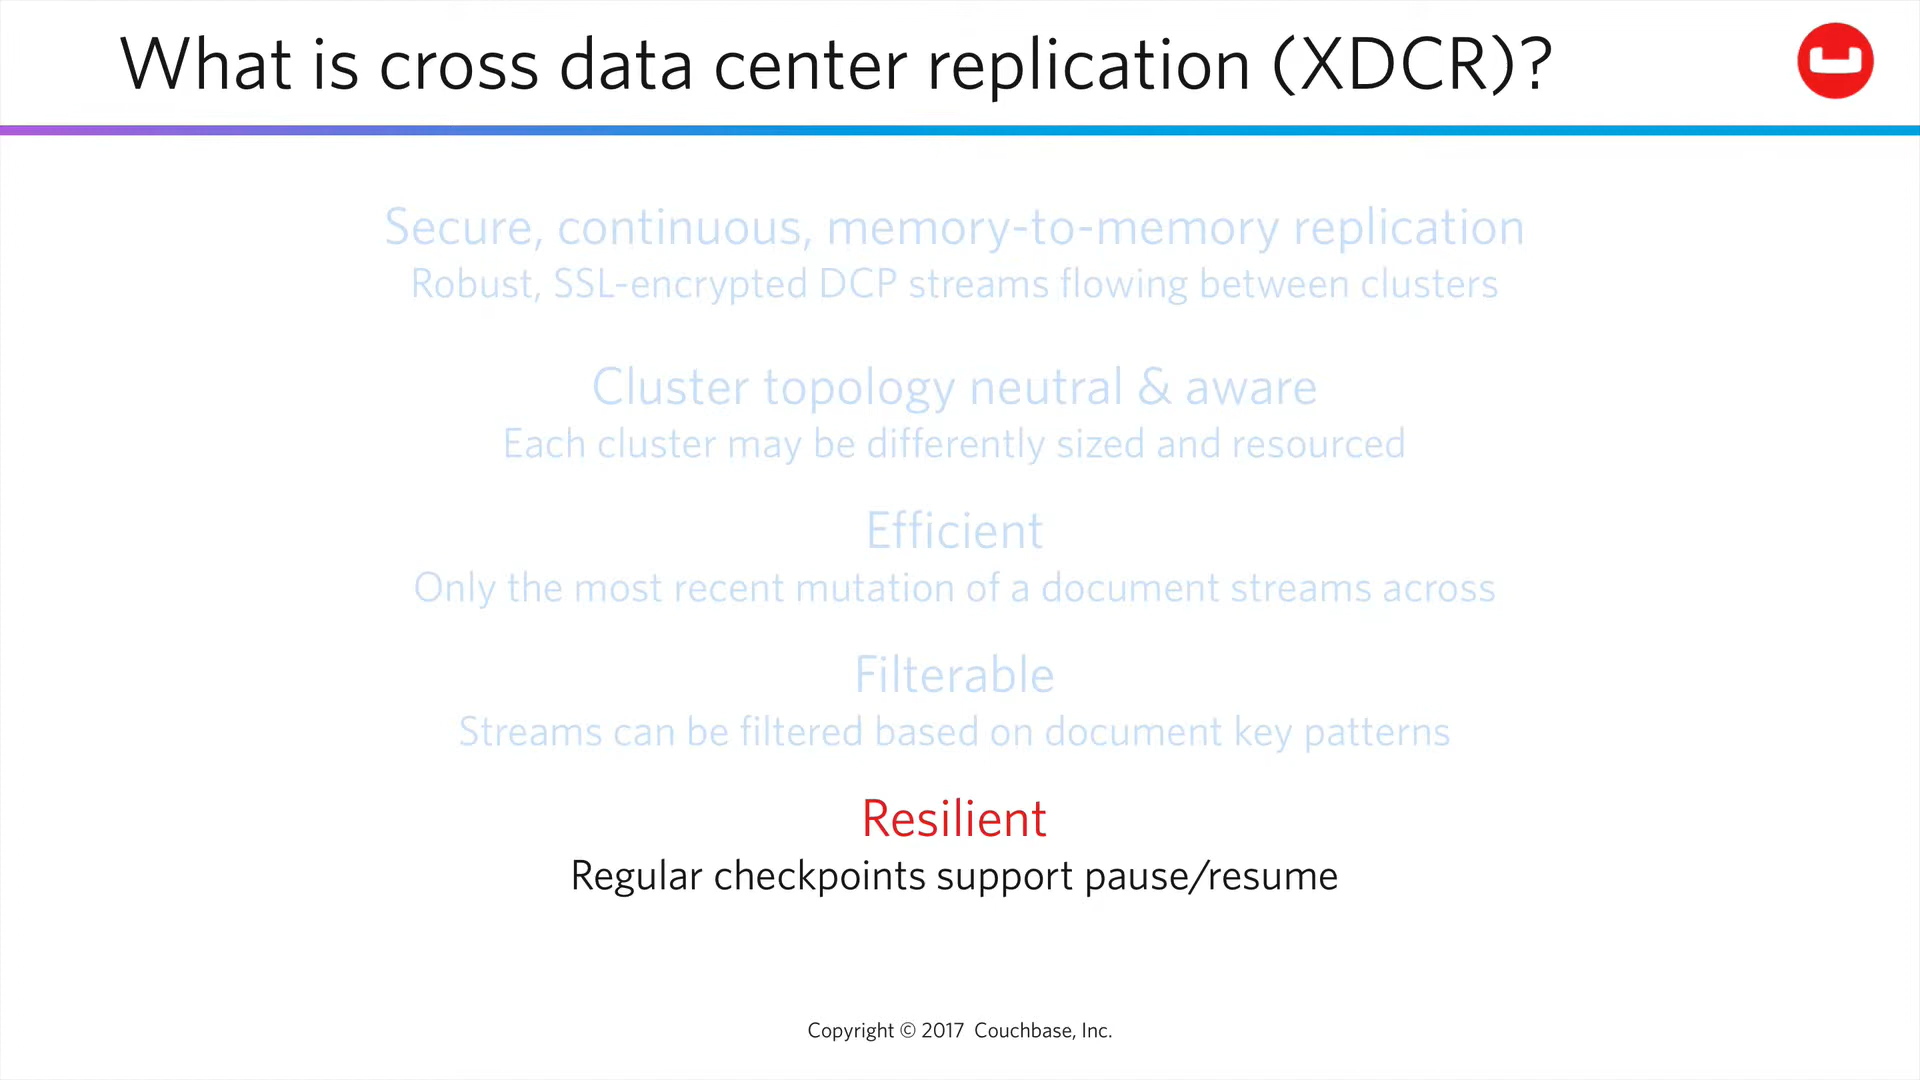 What is cross data center replication (XDCR)?
Secure, continuous, memory-to-memory replication
Robust, SSL-encrypted DCP streams flowing between clusters
Cluster topology neutral & aware
Each cluster may be differently sized and resourced
Efficient
Only the most recent mutation of a document streams across
Filterable
Streams can be filtered based on document key patterns
Resilient
Regular checkpoints support pause/resume
Copyright © 2017 Couchbase, Inc.